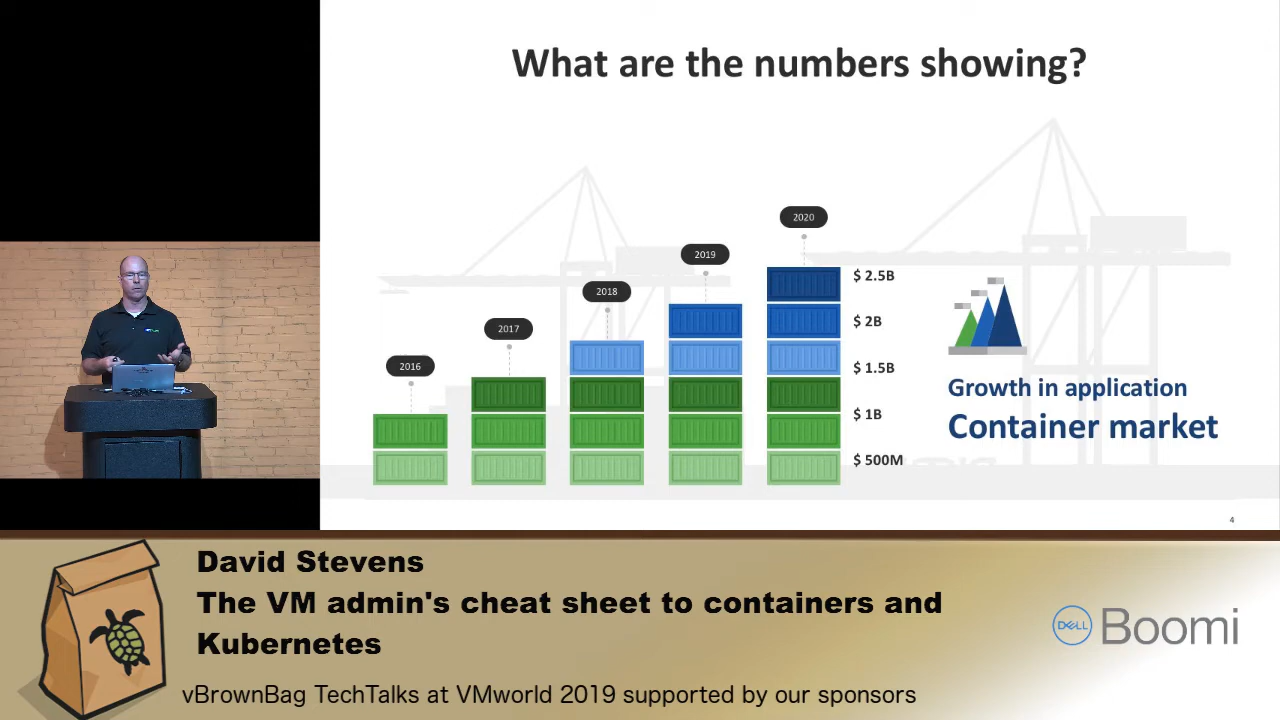 What are the numbers showing?
2020
2019
2018
2017
2016
$ 2.5B
$ 2B
$ 1.5B
$ 1B
$ 500M
Growth in application
Container market
4
David Stevens
The VM admin's cheat sheet to containers and
Kubernetes
vBrownBag TechTalks at VMworld 2019 supported by our sponsors
DELL Boomi